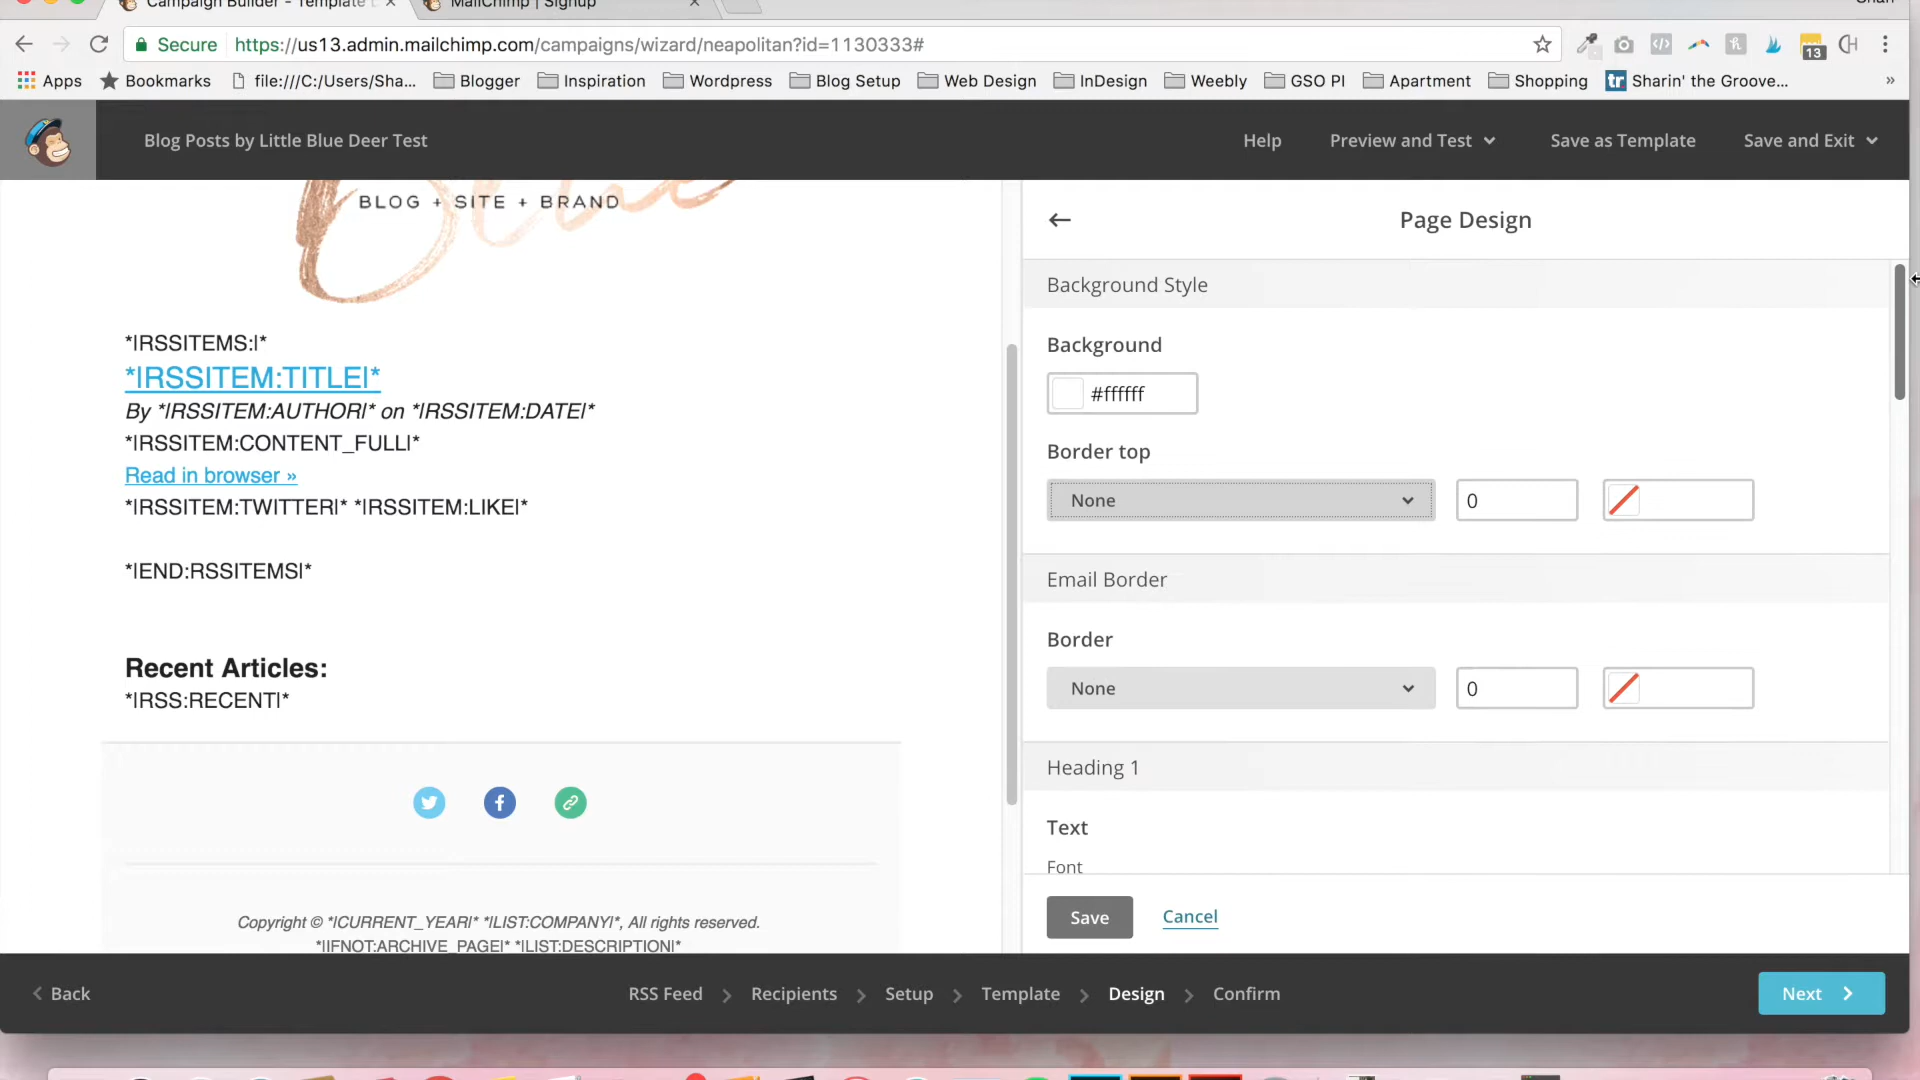 Campaign Builder - Template
MailChimp | Signup
Secure https://us13.admin.mailchimp.com/campaigns/wizard/neapolitan?id=1130333#
13
Apps Bookmarks file:///C:/Users/Sha... Blogger Inspiration Wordpress Blog Setup Web Design InDesign Weebly GSO PI Apartment Shopping tr Sharin' the Groove... »
Blog Posts by Little Blue Deer Test Help Preview and Test Save as Template Save and Exit
Blue
BLOG + SITE + BRAND
*|RSSITEMS:|*
*|RSSITEM:TITLE|*
By *|RSSITEM:AUTHOR|* on *|RSSITEM:DATE|*
*|RSSITEM:CONTENT_FULL|*
Read in browser »
*|RSSITEM:TWITTER|* *|RSSITEM:LIKE|*
*|END:RSSITEMS|*
Recent Articles:
*|RSS:RECENT|*
Copyright © *|CURRENT_YEAR|* *|LIST:COMPANY|*, All rights reserved.
*|IFNOT:ARCHIVE_PAGE|* *|LIST:DESCRIPTION|*
Page Design
Background Style
Background
#ffffff
Border top
None 0
Email Border
Border
None 0
Heading 1
Text
Font
Save Cancel
Back RSS Feed Recipients Setup Template Design Confirm Next